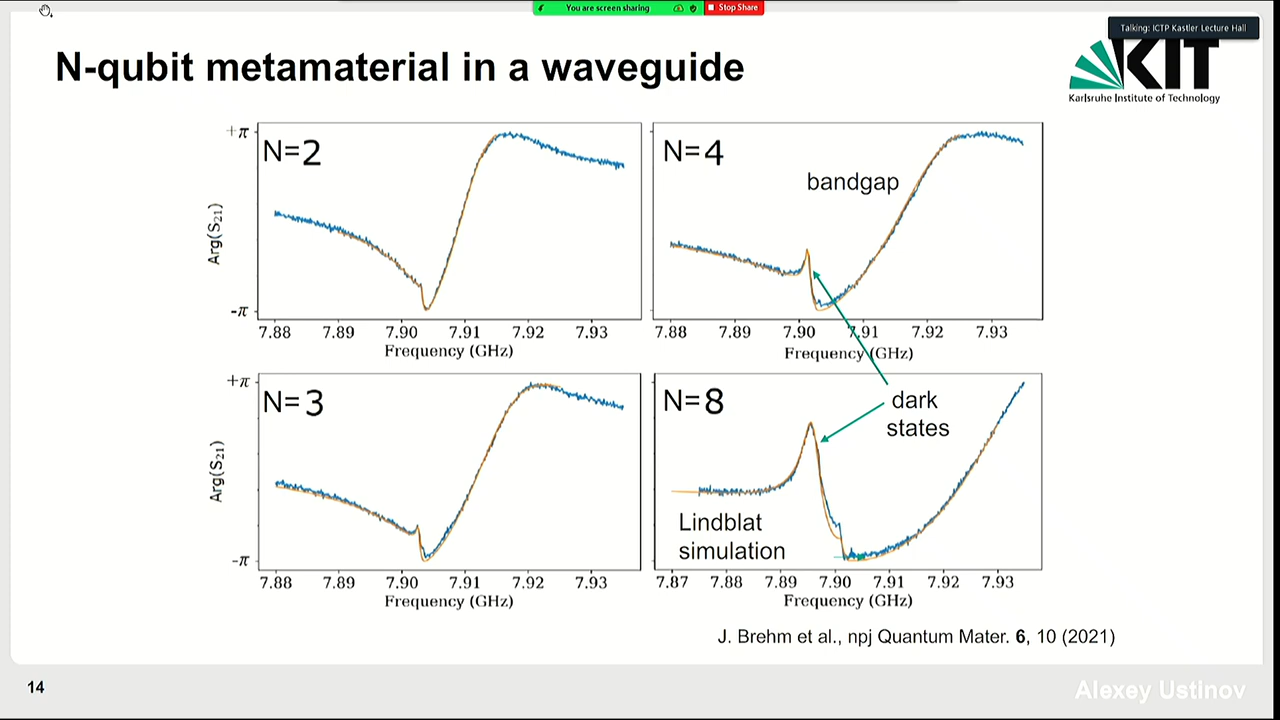 You are screen sharing
Stop Share
Talking: ICTP Kastler Lecture Hall
N-qubit metamaterial in a waveguide
KIT
Karlsruhe Institute of Technology
+π
N=2
Arg(S₂₁)
-π
7.88 7.89 7.90 7.91 7.92 7.93
Frequency (GHz)
N=4
bandgap
7.88 7.89 7.90 7.91 7.92 7.93
Frequency (GHz)
+π
N=3
Arg(S₂₁)
-π
7.88 7.89 7.90 7.91 7.92 7.93
Frequency (GHz)
N=8
dark
states
Lindblat
simulation
7.87 7.88 7.89 7.90 7.91 7.92 7.93
Frequency (GHz)
J. Brehm et al., npj Quantum Mater. 6, 10 (2021)
14
Alexey Ustinov